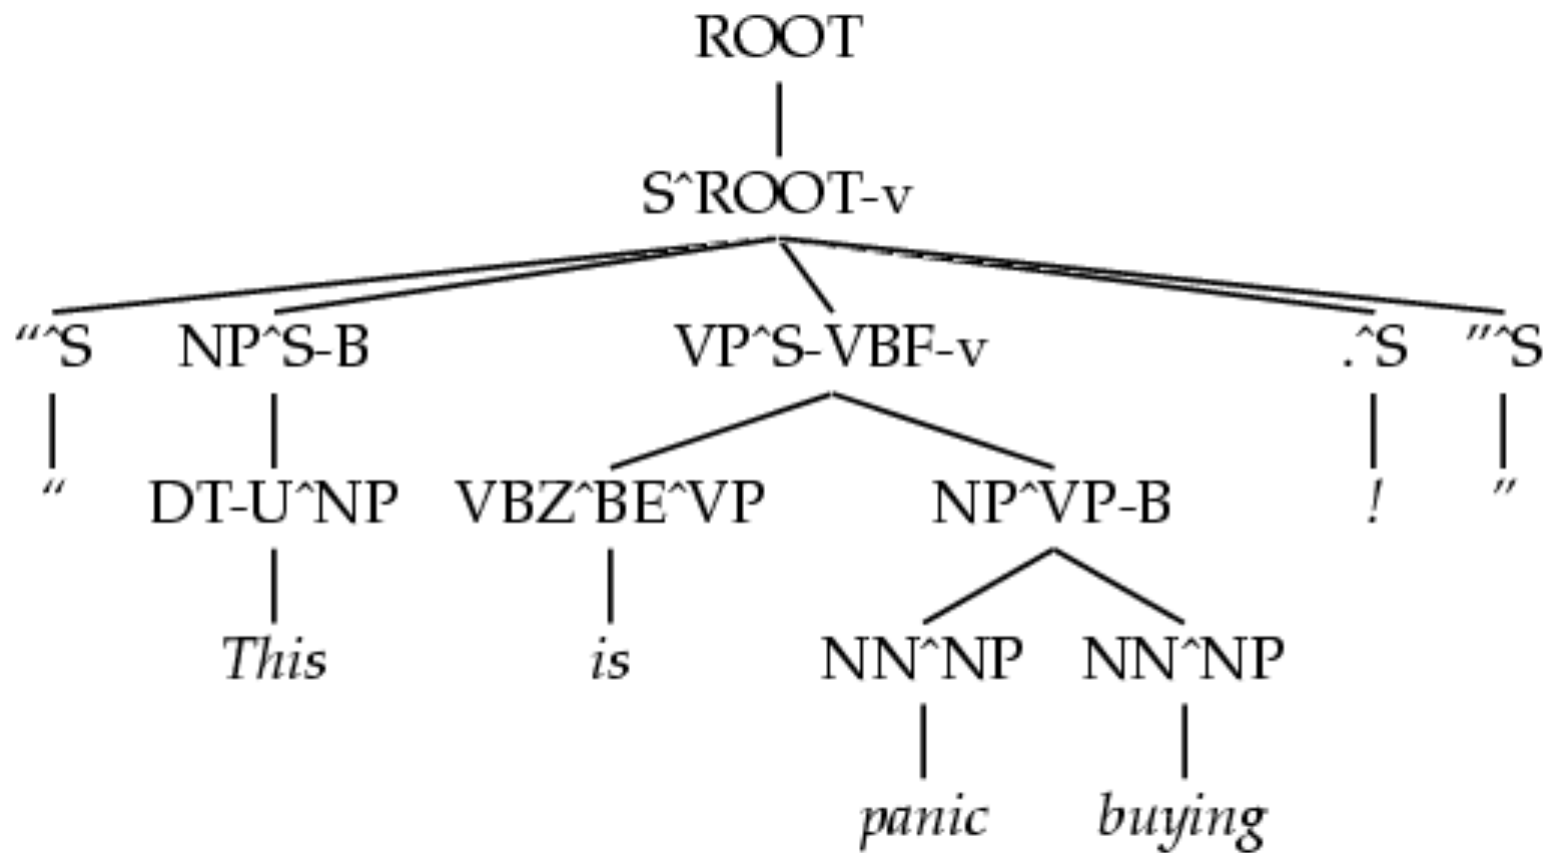 ROOT
S^ROOT-v
“^S NP^S-B VP^S-VBF-v .^S ”^S
“ DT-U^NP VBZ^BE^VP NP^VP-B ! ”
This is NN^NP NN^NP
panic buying